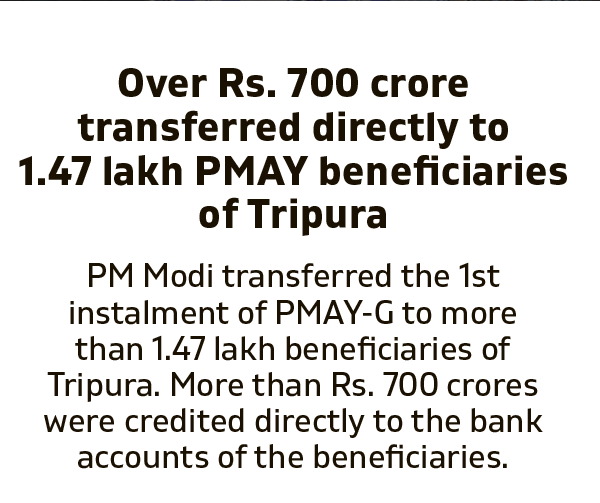 Over Rs. 700 crore
transferred directly to
1.47 lakh PMAY beneficiaries
of Tripura
PM Modi transferred the 1st
instalment of PMAY-G to more
than 1.47 lakh beneficiaries of
Tripura. More than Rs. 700 crores
were credited directly to the bank
accounts of the beneficiaries.